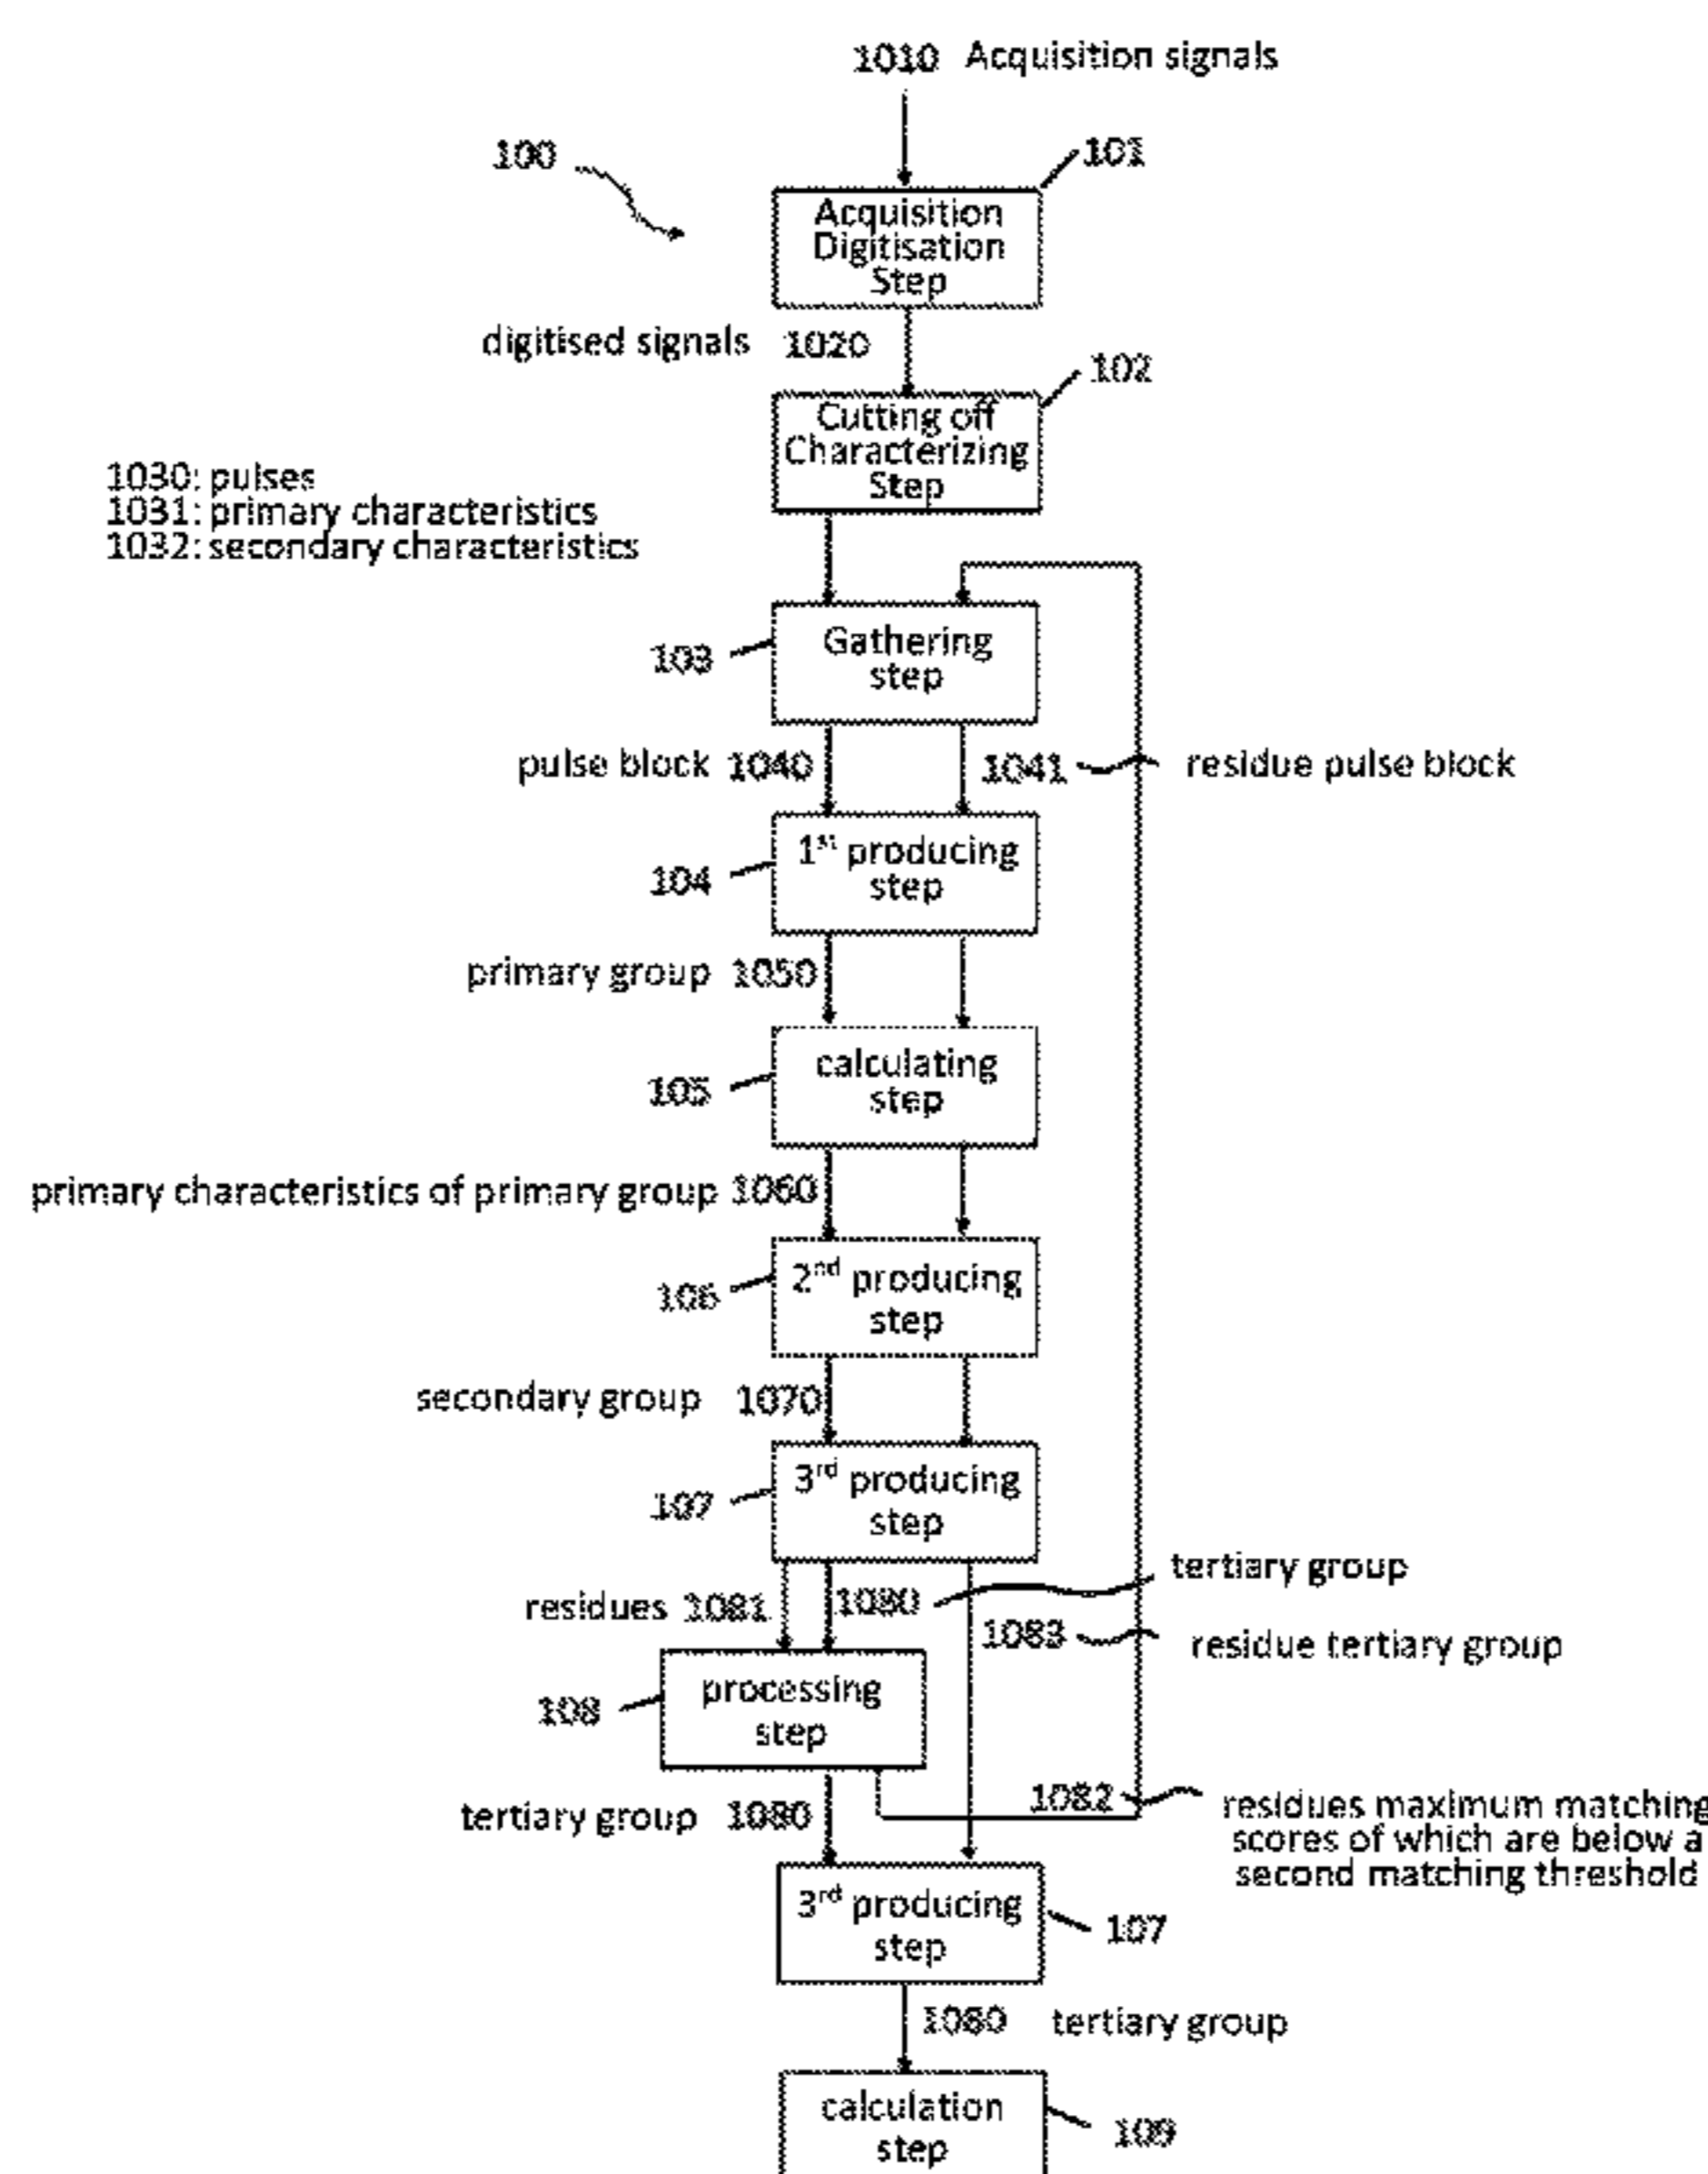 1010 Acquisition signals
100
101
Acquisition
Digitisation
Step
digitised signals 1020
102
Cutting off
Characterizing
Step
1030: pulses
1031: primary characteristics
1032: secondary characteristics
103
Gathering
step
pulse block 1040
1041 residue pulse block
104
1st producing
step
primary group 1050
105
calculating
step
primary characteristics of primary group 1060
106
2nd producing
step
secondary group 1070
107
3rd producing
step
residues 1081
1080 tertiary group
1083 residue tertiary group
108
processing
step
tertiary group 1080
1082 residues maximum matching
scores of which are below a
second matching threshold
3rd producing
step
107
1080 tertiary group
calculation
step
109